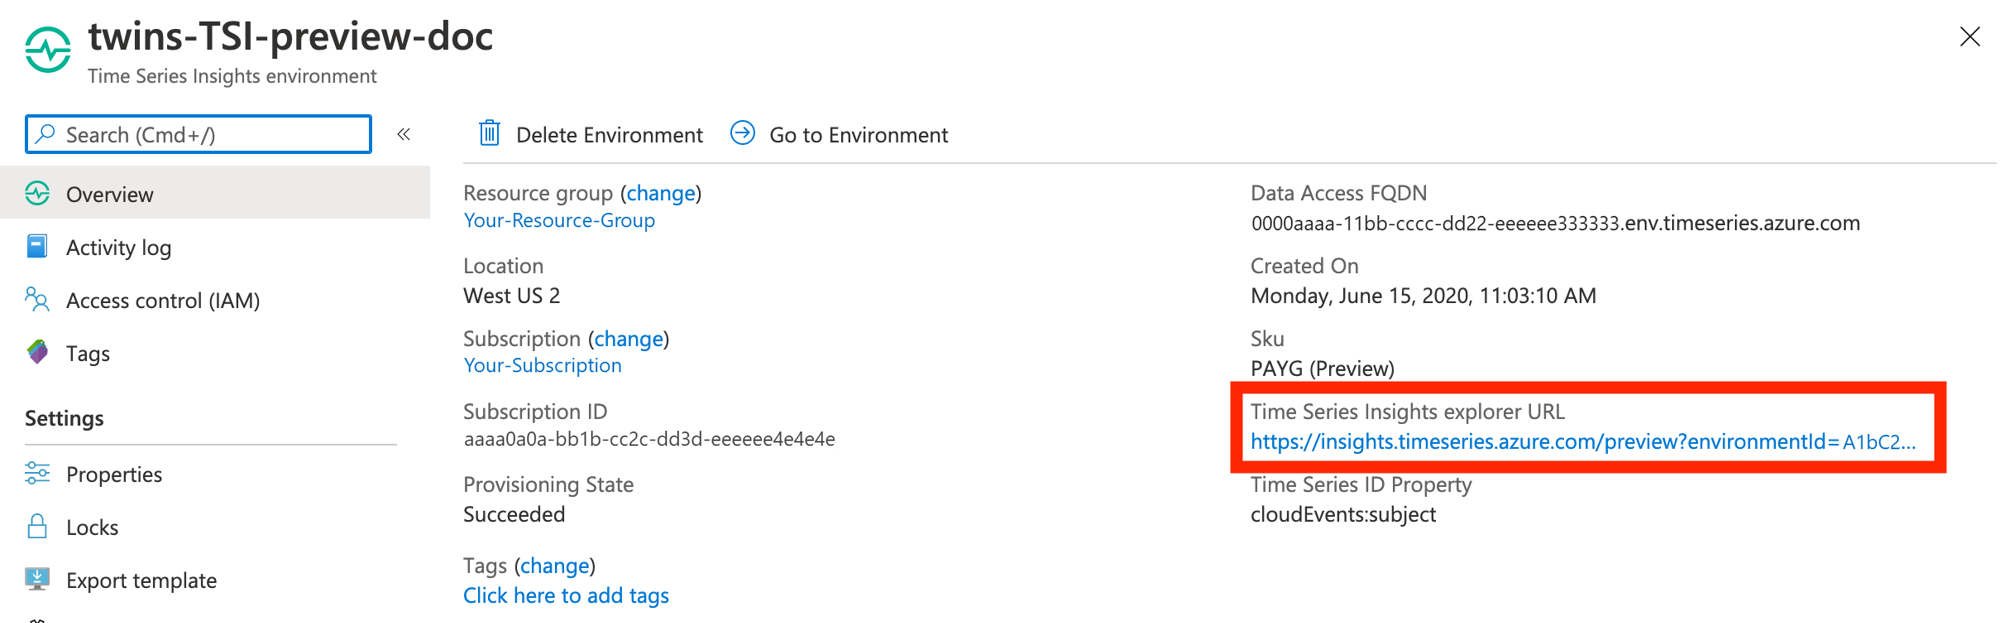 twins-TSI-preview-doc
Time Series Insights environment
Search (Cmd+/)
«
Overview
Activity log
Access control (IAM)
Tags
Settings
Properties
Locks
Export template
Delete Environment
Go to Environment
Resource group (change)
Your-Resource-Group
Location
West US 2
Subscription (change)
Your-Subscription
Subscription ID
aaaa0a0a-bb1b-cc2c-dd3d-eeeeee4e4e4e
Provisioning State
Succeeded
Tags (change)
Click here to add tags
Data Access FQDN
0000aaaa-11bb-cccc-dd22-eeeeee333333.env.timeseries.azure.com
Created On
Monday, June 15, 2020, 11:03:10 AM
Sku
PAYG (Preview)
Time Series Insights explorer URL
https://insights.timeseries.azure.com/preview?environmentId=A1bC2...
Time Series ID Property
cloudEvents:subject